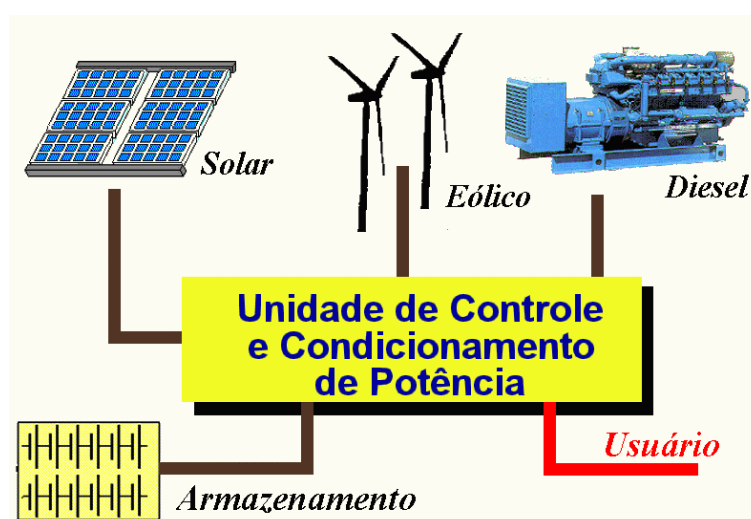 Solar
Eólico
Diesel
Unidade de Controle
e Condicionamento
de Potência
Usuário
Armazenamento